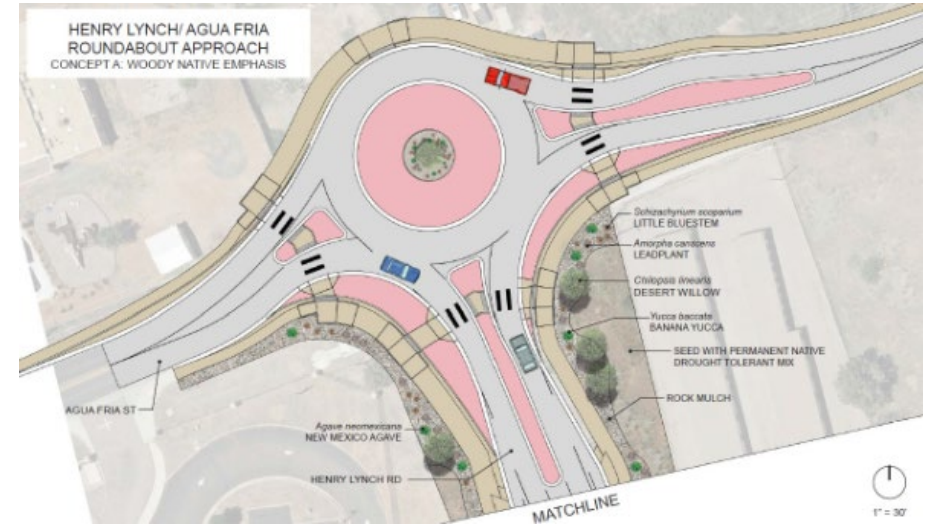 HENRY LYNCH/ AGUA FRIA
ROUNDABOUT APPROACH
CONCEPT A: WOODY NATIVE EMPHASIS
Schizachyrium scoparium
LITTLE BLUESTEM
Amorpha canscens
LEADPLANT
Chilopsis linearis
DESERT WILLOW
Yucca baccata
BANANA YUCCA
SEED WITH PERMANENT NATIVE
DROUGHT TOLERANT MIX
ROCK MULCH
AGUA FRIA ST
Agave neomexicana
NEW MEXICO AGAVE
HENRY LYNCH RD
MATCHLINE
1" = 30'